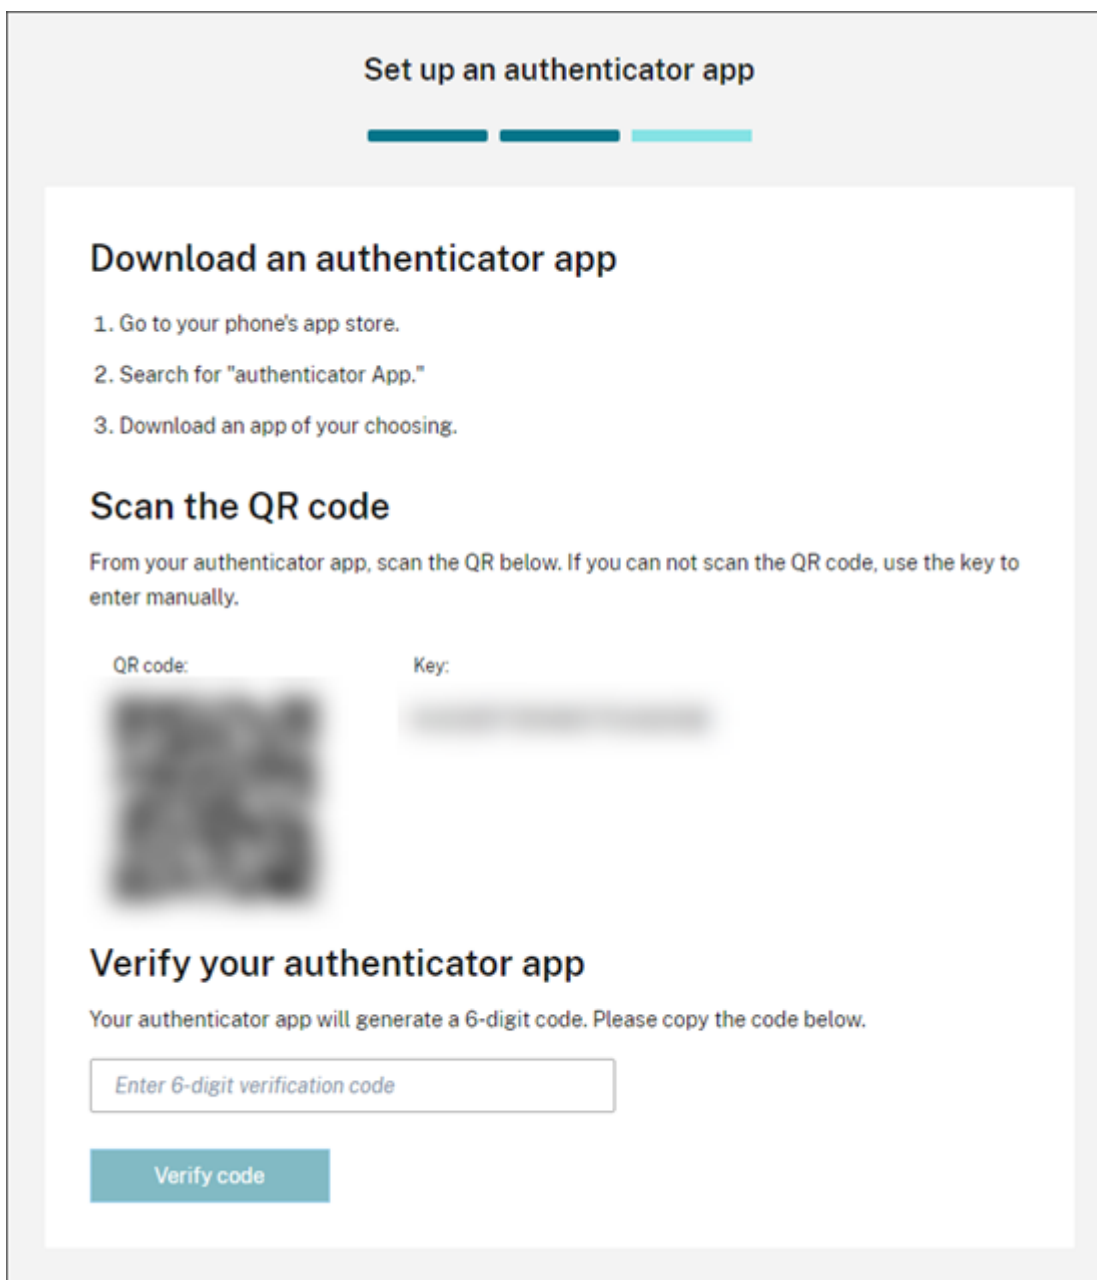 Set up an authenticator app
Download an authenticator app
1. Go to your phone's app store.
2. Search for "authenticator App."
3. Download an app of your choosing.
Scan the QR code
From your authenticator app, scan the QR below. If you can not scan the QR code, use the key to
enter manually.
QR code:
Key:
Verify your authenticator app
Your authenticator app will generate a 6-digit code. Please copy the code below.
Enter 6-digit verification code
Verify code